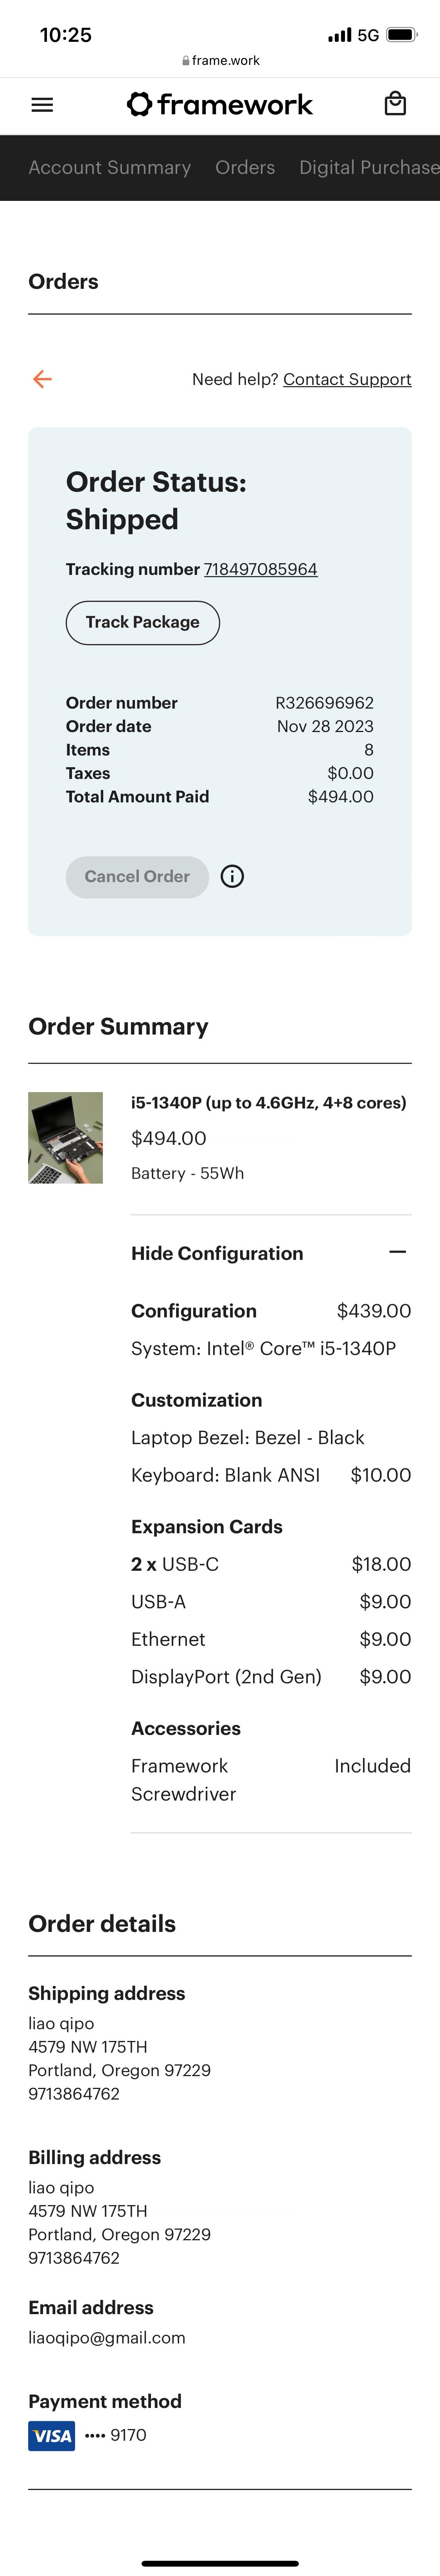 10:25
5G
frame.work
framework
Account Summary Orders Digital Purchase
Orders
Need help? Contact Support
Order Status:
Shipped
Tracking number 718497085964
Track Package
Order number R326696962
Order date Nov 28 2023
Items 8
Taxes $0.00
Total Amount Paid $494.00
Cancel Order
Order Summary
i5-1340P (up to 4.6GHz, 4+8 cores)
$494.00
Battery - 55Wh
Hide Configuration
Configuration $439.00
System: Intel® Core™ i5-1340P
Customization
Laptop Bezel: Bezel - Black
Keyboard: Blank ANSI $10.00
Expansion Cards
2 x USB-C $18.00
USB-A $9.00
Ethernet $9.00
DisplayPort (2nd Gen) $9.00
Accessories
Framework Included
Screwdriver
Order details
Shipping address
liao qipo
4579 NW 175TH
Portland, Oregon 97229
9713864762
Billing address
liao qipo
4579 NW 175TH
Portland, Oregon 97229
9713864762
Email address
liaoqipo@gmail.com
Payment method
VISA •••• 9170